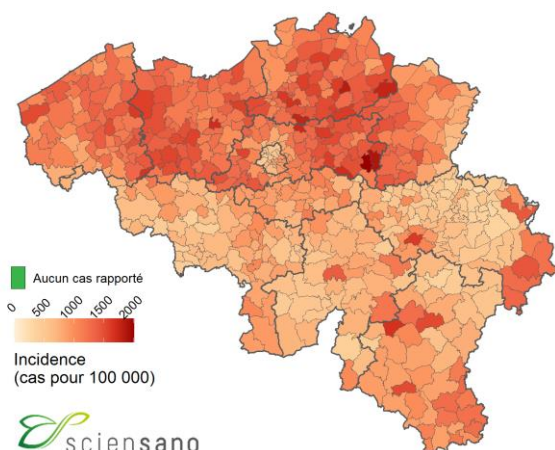 Aucun cas rapporté
0 500 1000 1500 2000
Incidence
(cas pour 100 000)
sciensano